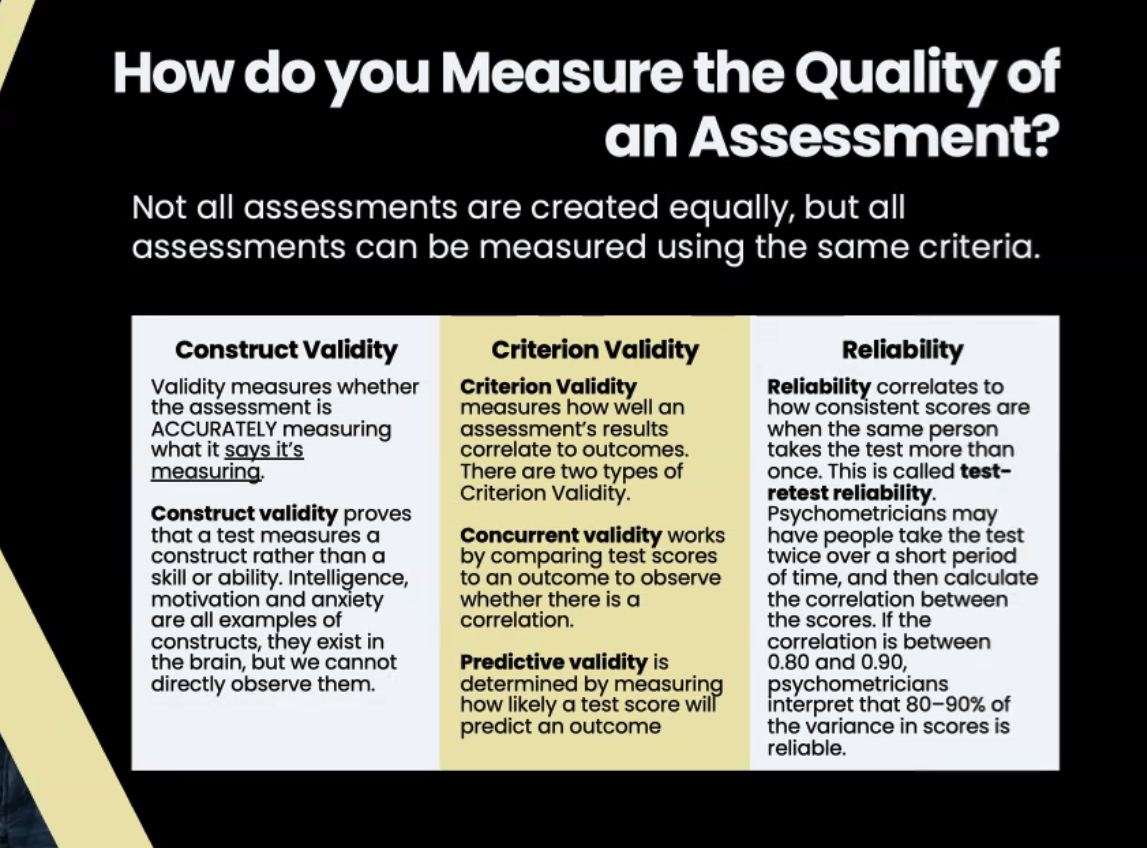 How do you Measure the Quality of
an Assessment?
Not all assessments are created equally, but all
assessments can be measured using the same criteria.
Construct Validity
Validity measures whether
the assessment is
ACCURATELY measuring
what it says it's
measuring.
Construct validity proves
that a test measures a
construct rather than a
skill or ability. Intelligence,
motivation and anxiety
are all examples of
constructs, they exist in
the brain, but we cannot
directly observe them.
Criterion Validity
Criterion Validity
measures how well an
assessment's results
correlate to outcomes.
There are two types of
Criterion Validity.
Concurrent validity works
by comparing test scores
to an outcome to observe
whether there is a
correlation.
Predictive validity is
determined by measuring
how likely a test score will
predict an outcome
Reliability
Reliability correlates to
how consistent scores are
when the same person
takes the test more than
once. This is called test-
retest reliability.
Psychometricians may
have people take the test
twice over a short period
of time, and then calculate
the correlation between
the scores. If the
correlation is between
0.80 and 0.90,
psychometricians
interpret that 80–90% of
the variance in scores is
reliable.